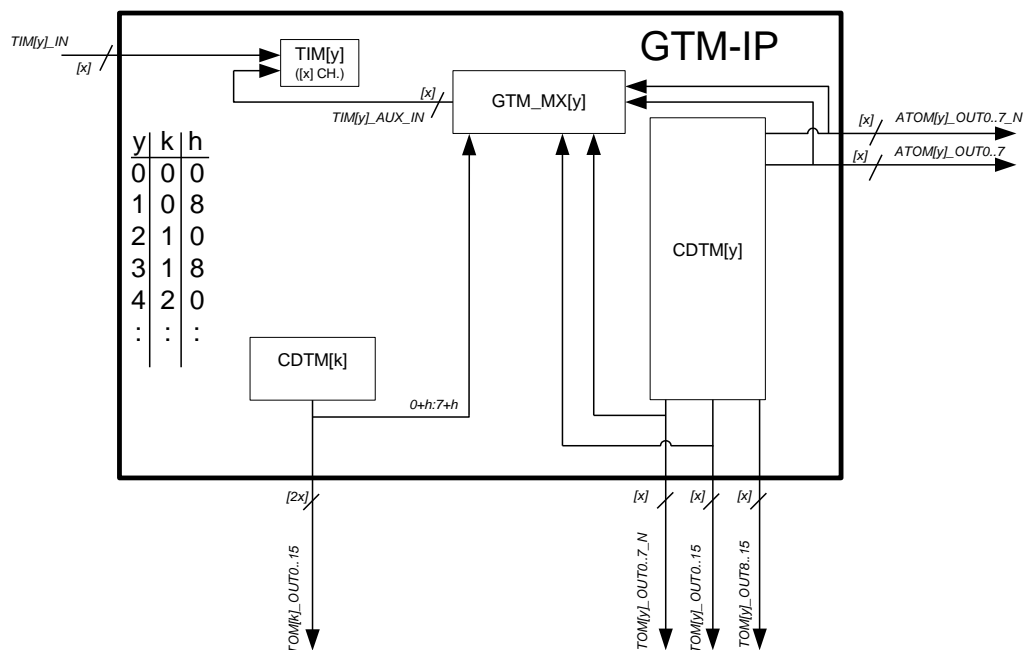 GTM-IP
TIM[y]_IN
[x]
TIM[y]
([x] CH.)
GTM_MX[y]
[x]
TIM[y]_AUX_IN
[x]
ATOM[y]_OUT0..7_N
[x]
ATOM[y]_OUT0..7
y k h
0 0 0
1 0 8
2 1 0
3 1 8
4 2 0
: : :
CDTM[y]
CDTM[k]
0+h:7+h
[2x]
[x]
[x]
[x]
TOM[k]_OUT0..15
TOM[y]_OUT0..7_N
TOM[y]_OUT0..15
TOM[y]_OUT8..15